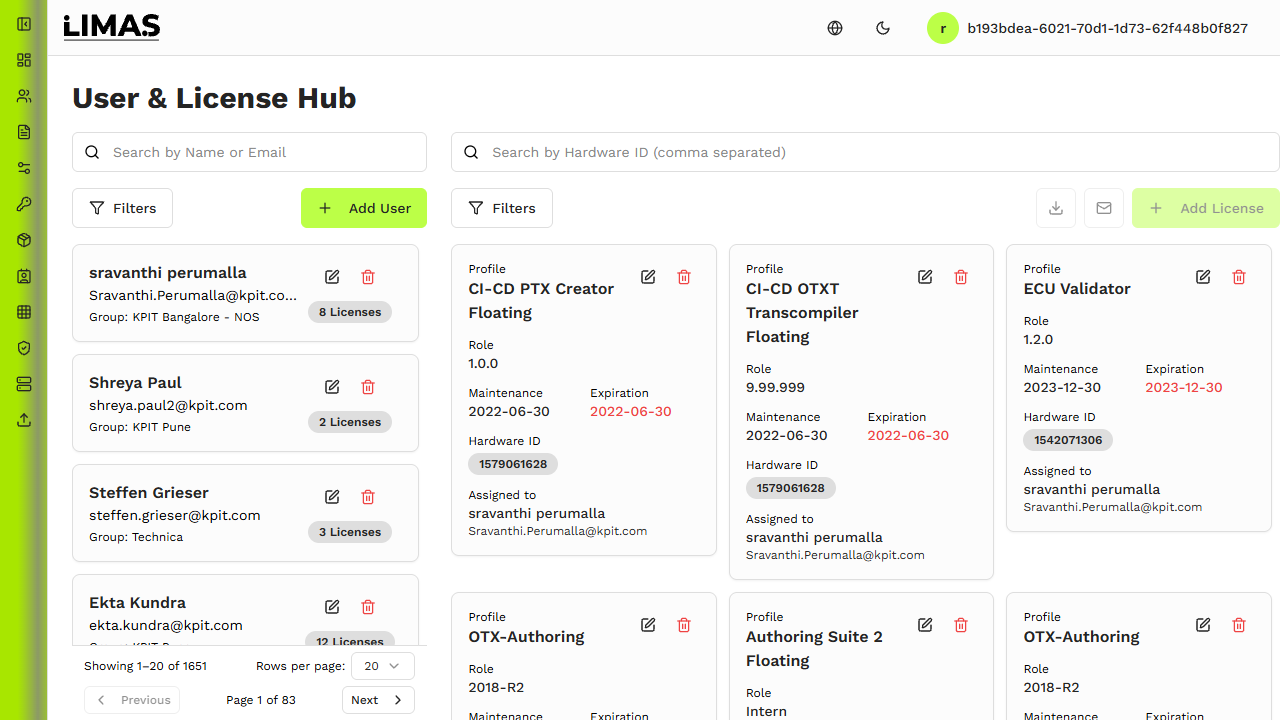 LIMAS
r
b193bdea-6021-70d1-1d73-62f448b0f827
User & License Hub
Search by Name or Email
Search by Hardware ID (comma separated)
Filters
Add User
Filters
Add License
sravanthi perumalla
Sravanthi.Perumalla@kpit.co...
Group: KPIT Bangalore - NOS
8 Licenses
Shreya Paul
shreya.paul2@kpit.com
Group: KPIT Pune
2 Licenses
Steffen Grieser
steffen.grieser@kpit.com
Group: Technica
3 Licenses
Ekta Kundra
ekta.kundra@kpit.com
12 Licenses
Showing 1–20 of 1651
Rows per page:
20
Previous
Page 1 of 83
Next
Profile
CI-CD PTX Creator
Floating
Role
1.0.0
Maintenance
Expiration
2022-06-30
2022-06-30
Hardware ID
1579061628
Assigned to
sravanthi perumalla
Sravanthi.Perumalla@kpit.com
Profile
CI-CD OTXT
Transcompiler
Floating
Role
9.99.999
Maintenance
Expiration
2022-06-30
2022-06-30
Hardware ID
1579061628
Assigned to
sravanthi perumalla
Sravanthi.Perumalla@kpit.com
Profile
ECU Validator
Role
1.2.0
Maintenance
Expiration
2023-12-30
2023-12-30
Hardware ID
1542071306
Assigned to
sravanthi perumalla
Sravanthi.Perumalla@kpit.com
Profile
OTX-Authoring
Role
2018-R2
Maintenance
Expiration
Profile
Authoring Suite 2
Floating
Role
Intern
Profile
OTX-Authoring
Role
2018-R2
Maintenance
Expiration